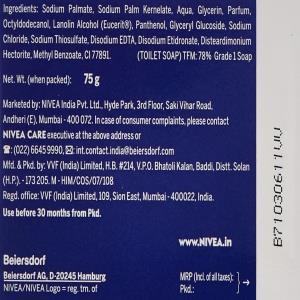 Ingredients: Sodium Palmate, Sodium Palm Kernelate, Aqua, Glycerin, Parfum,
Octyldodecanol, Lanolin Alcohol (Eucerit®), Panthenol, Glyceryl Glucoside, Sodium
Chloride, Sodium Thiosulfate, Disodium EDTA, Disodium Etidronate, Disteardimonium
Hectorite, Methyl Benzoate, CI 77891. (TOILET SOAP) TFM: 78% Grade 1 Soap
Net. Wt. (when packed): 75 g
Marketed by: NIVEA India Pvt. Ltd., Hyde Park, 3rd Floor, Saki Vihar Road,
Andheri (E), Mumbai - 400 072. In case of consumer complaints, please contact
NIVEA CARE executive at the above address or
☎: (022) 6645 9990, ✉: int.contact.india@beiersdorf.com
Mfd. & Pkd. by: VVF (India) Limited, H.B. #214, V.P.O. Bhatoli Kalan, Baddi, Distt. Solan
(H.P.). - 173 205. M - HIM/COS/07/108
Regd. office: VVF (India) Limited, 109, Sion East, Mumbai - 400022, India.
Use before 30 months from Pkd.
www.NIVEA.in
Beiersdorf
Beiersdorf AG, D-20245 Hamburg
NIVEA/NIVEA Logo = reg. tm. of
MRP (Incl. of all taxes):
Pkd.:
B71030611VV